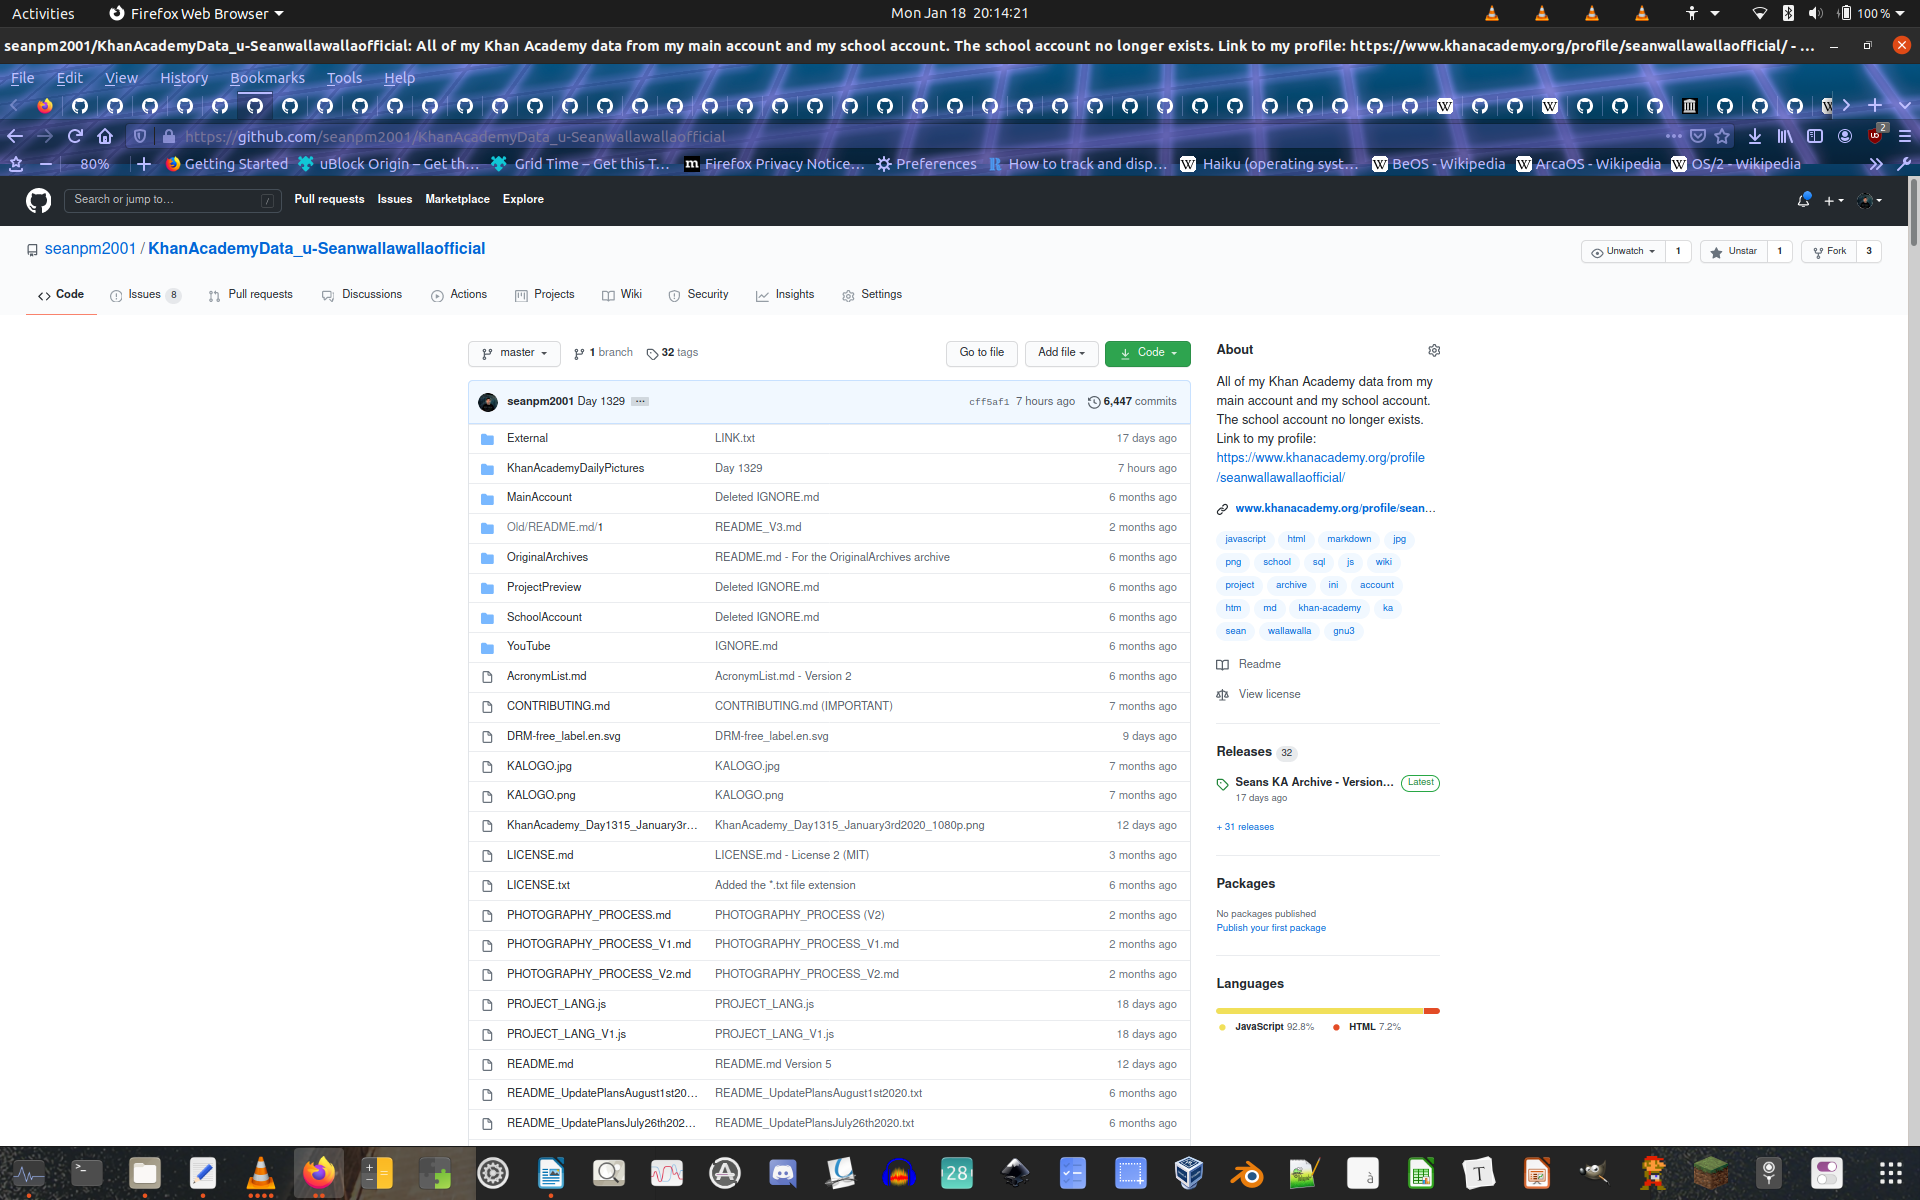 Activities
Firefox Web Browser
Mon Jan 18 20:14:21
100 %
seanpm2001/KhanAcademyData_u-Seanwallawallaofficial: All of my Khan Academy data from my main account and my school account. The school account no longer exists. Link to my profile: https://www.khanacademy.org/profile/seanwallawallaofficial/ - …
File Edit View History Bookmarks Tools Help
https://github.com/seanpm2001/KhanAcademyData_u-Seanwallawallaofficial
2
80%
Getting Started
uBlock Origin – Get th…
Grid Time – Get this T…
Firefox Privacy Notice…
Preferences
How to track and disp…
Haiku (operating syst…
BeOS - Wikipedia
ArcaOS - Wikipedia
OS/2 - Wikipedia
Search or jump to…
/
Pull requests Issues Marketplace Explore
seanpm2001 / KhanAcademyData_u-Seanwallawallaofficial
Unwatch 1
Unstar 1
Fork 3
Code
Issues 8
Pull requests
Discussions
Actions
Projects
Wiki
Security
Insights
Settings
master
1 branch
32 tags
Go to file
Add file
Code
seanpm2001 Day 1329 …
cff5af1 7 hours ago
6,447 commits
External LINK.txt 17 days ago
KhanAcademyDailyPictures Day 1329 7 hours ago
MainAccount Deleted IGNORE.md 6 months ago
Old/README.md/1 README_V3.md 2 months ago
OriginalArchives README.md - For the OriginalArchives archive 6 months ago
ProjectPreview Deleted IGNORE.md 6 months ago
SchoolAccount Deleted IGNORE.md 6 months ago
YouTube IGNORE.md 6 months ago
AcronymList.md AcronymList.md - Version 2 6 months ago
CONTRIBUTING.md CONTRIBUTING.md (IMPORTANT) 7 months ago
DRM-free_label.en.svg DRM-free_label.en.svg 9 days ago
KALOGO.jpg KALOGO.jpg 7 months ago
KALOGO.png KALOGO.png 7 months ago
KhanAcademy_Day1315_January3r… KhanAcademy_Day1315_January3rd2020_1080p.png 12 days ago
LICENSE.md LICENSE.md - License 2 (MIT) 3 months ago
LICENSE.txt Added the *.txt file extension 6 months ago
PHOTOGRAPHY_PROCESS.md PHOTOGRAPHY_PROCESS (V2) 2 months ago
PHOTOGRAPHY_PROCESS_V1.md PHOTOGRAPHY_PROCESS_V1.md 2 months ago
PHOTOGRAPHY_PROCESS_V2.md PHOTOGRAPHY_PROCESS_V2.md 2 months ago
PROJECT_LANG.js PROJECT_LANG.js 18 days ago
PROJECT_LANG_V1.js PROJECT_LANG_V1.js 18 days ago
README.md README.md Version 5 12 days ago
README_UpdatePlansAugust1st20… README_UpdatePlansAugust1st2020.txt 6 months ago
README_UpdatePlansJuly26th202… README_UpdatePlansJuly26th2020.txt 6 months ago
About
All of my Khan Academy data from my
main account and my school account.
The school account no longer exists.
Link to my profile:
https://www.khanacademy.org/profile
/seanwallawallaofficial/
www.khanacademy.org/profile/sean…
javascript html markdown jpg
png school sql js wiki
project archive ini account
htm md khan-academy ka
sean wallawalla gnu3
Readme
View license
Releases 32
Seans KA Archive - Version… Latest
17 days ago
+ 31 releases
Packages
No packages published
Publish your first package
Languages
JavaScript 92.8% HTML 7.2%
28